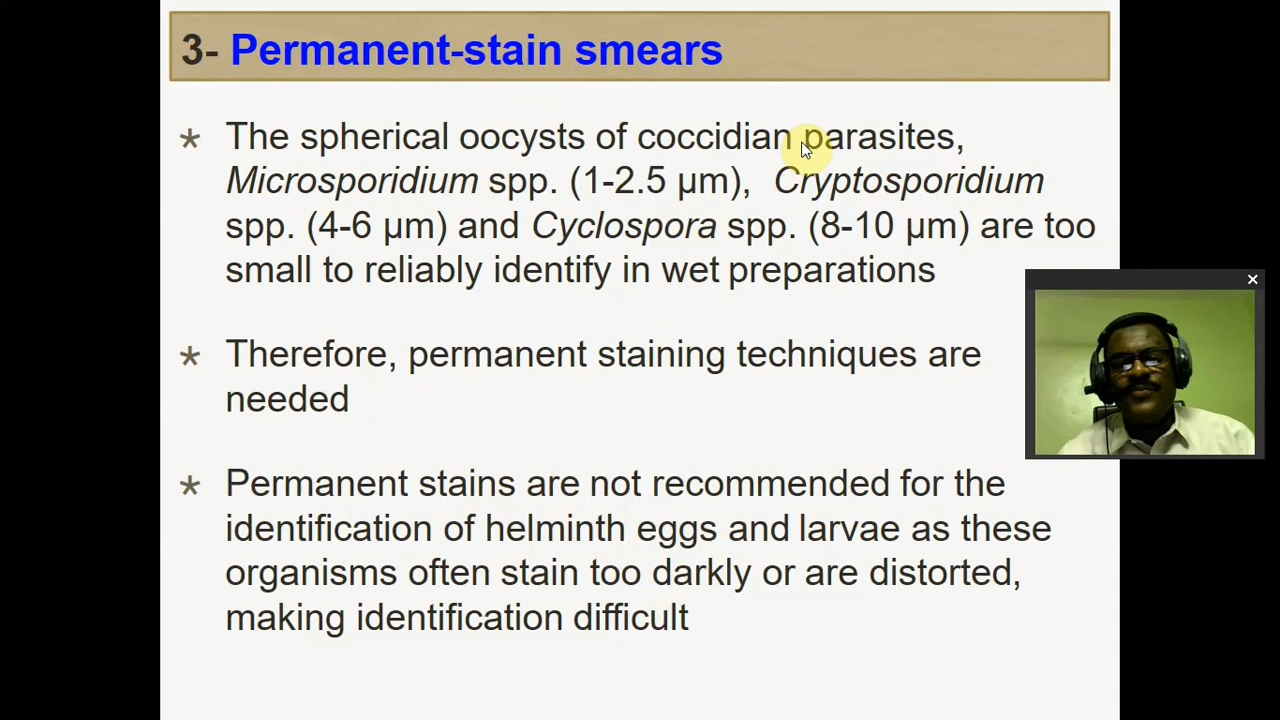 3- Permanent-stain smears
* The spherical oocysts of coccidian parasites,
Microsporidium spp. (1-2.5 µm), Cryptosporidium
spp. (4-6 µm) and Cyclospora spp. (8-10 µm) are too
small to reliably identify in wet preparations
* Therefore, permanent staining techniques are
needed
* Permanent stains are not recommended for the
identification of helminth eggs and larvae as these
organisms often stain too darkly or are distorted,
making identification difficult